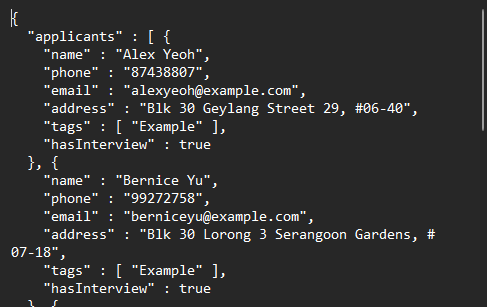 {
  "applicants" : [ {
    "name" : "Alex Yeoh",
    "phone" : "87438807",
    "email" : "alexyeoh@example.com",
    "address" : "Blk 30 Geylang Street 29, #06-40",
    "tags" : [ "Example" ],
    "hasInterview" : true
  }, {
    "name" : "Bernice Yu",
    "phone" : "99272758",
    "email" : "berniceyu@example.com",
    "address" : "Blk 30 Lorong 3 Serangoon Gardens, #
07-18",
    "tags" : [ "Example" ],
    "hasInterview" : true
  }, {